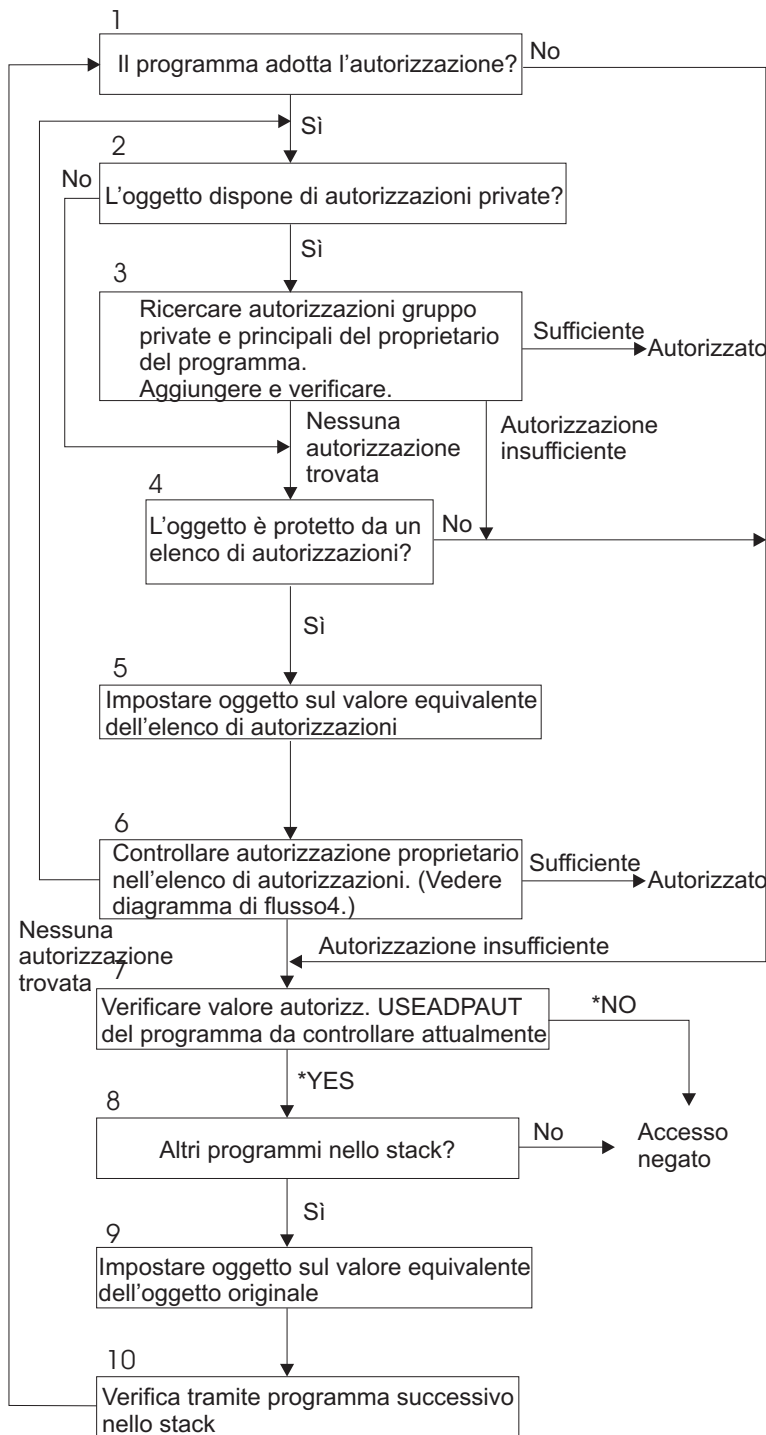 1
Il programma adotta l'autorizzazione?
No
Sì
2
No
L'oggetto dispone di autorizzazioni private?
Sì
3
Ricercare autorizzazioni gruppo
private e principali del proprietario
del programma.
Aggiungere e verificare.
Sufficiente
Autorizzato
Nessuna
autorizzazione
trovata
Autorizzazione
insufficiente
4
L'oggetto è protetto da un
elenco di autorizzazioni?
No
Sì
5
Impostare oggetto sul valore equivalente
dell'elenco di autorizzazioni
6
Controllare autorizzazione proprietario
nell'elenco di autorizzazioni. (Vedere
diagramma di flusso4.)
Sufficiente
Autorizzato
Nessuna
autorizzazione
trovata
Autorizzazione insufficiente
7
Verificare valore autorizz. USEADPAUT
del programma da controllare attualmente
*NO
*YES
8
Altri programmi nello stack?
No
Accesso
negato
Sì
9
Impostare oggetto sul valore equivalente
dell'oggetto originale
10
Verifica tramite programma successivo
nello stack